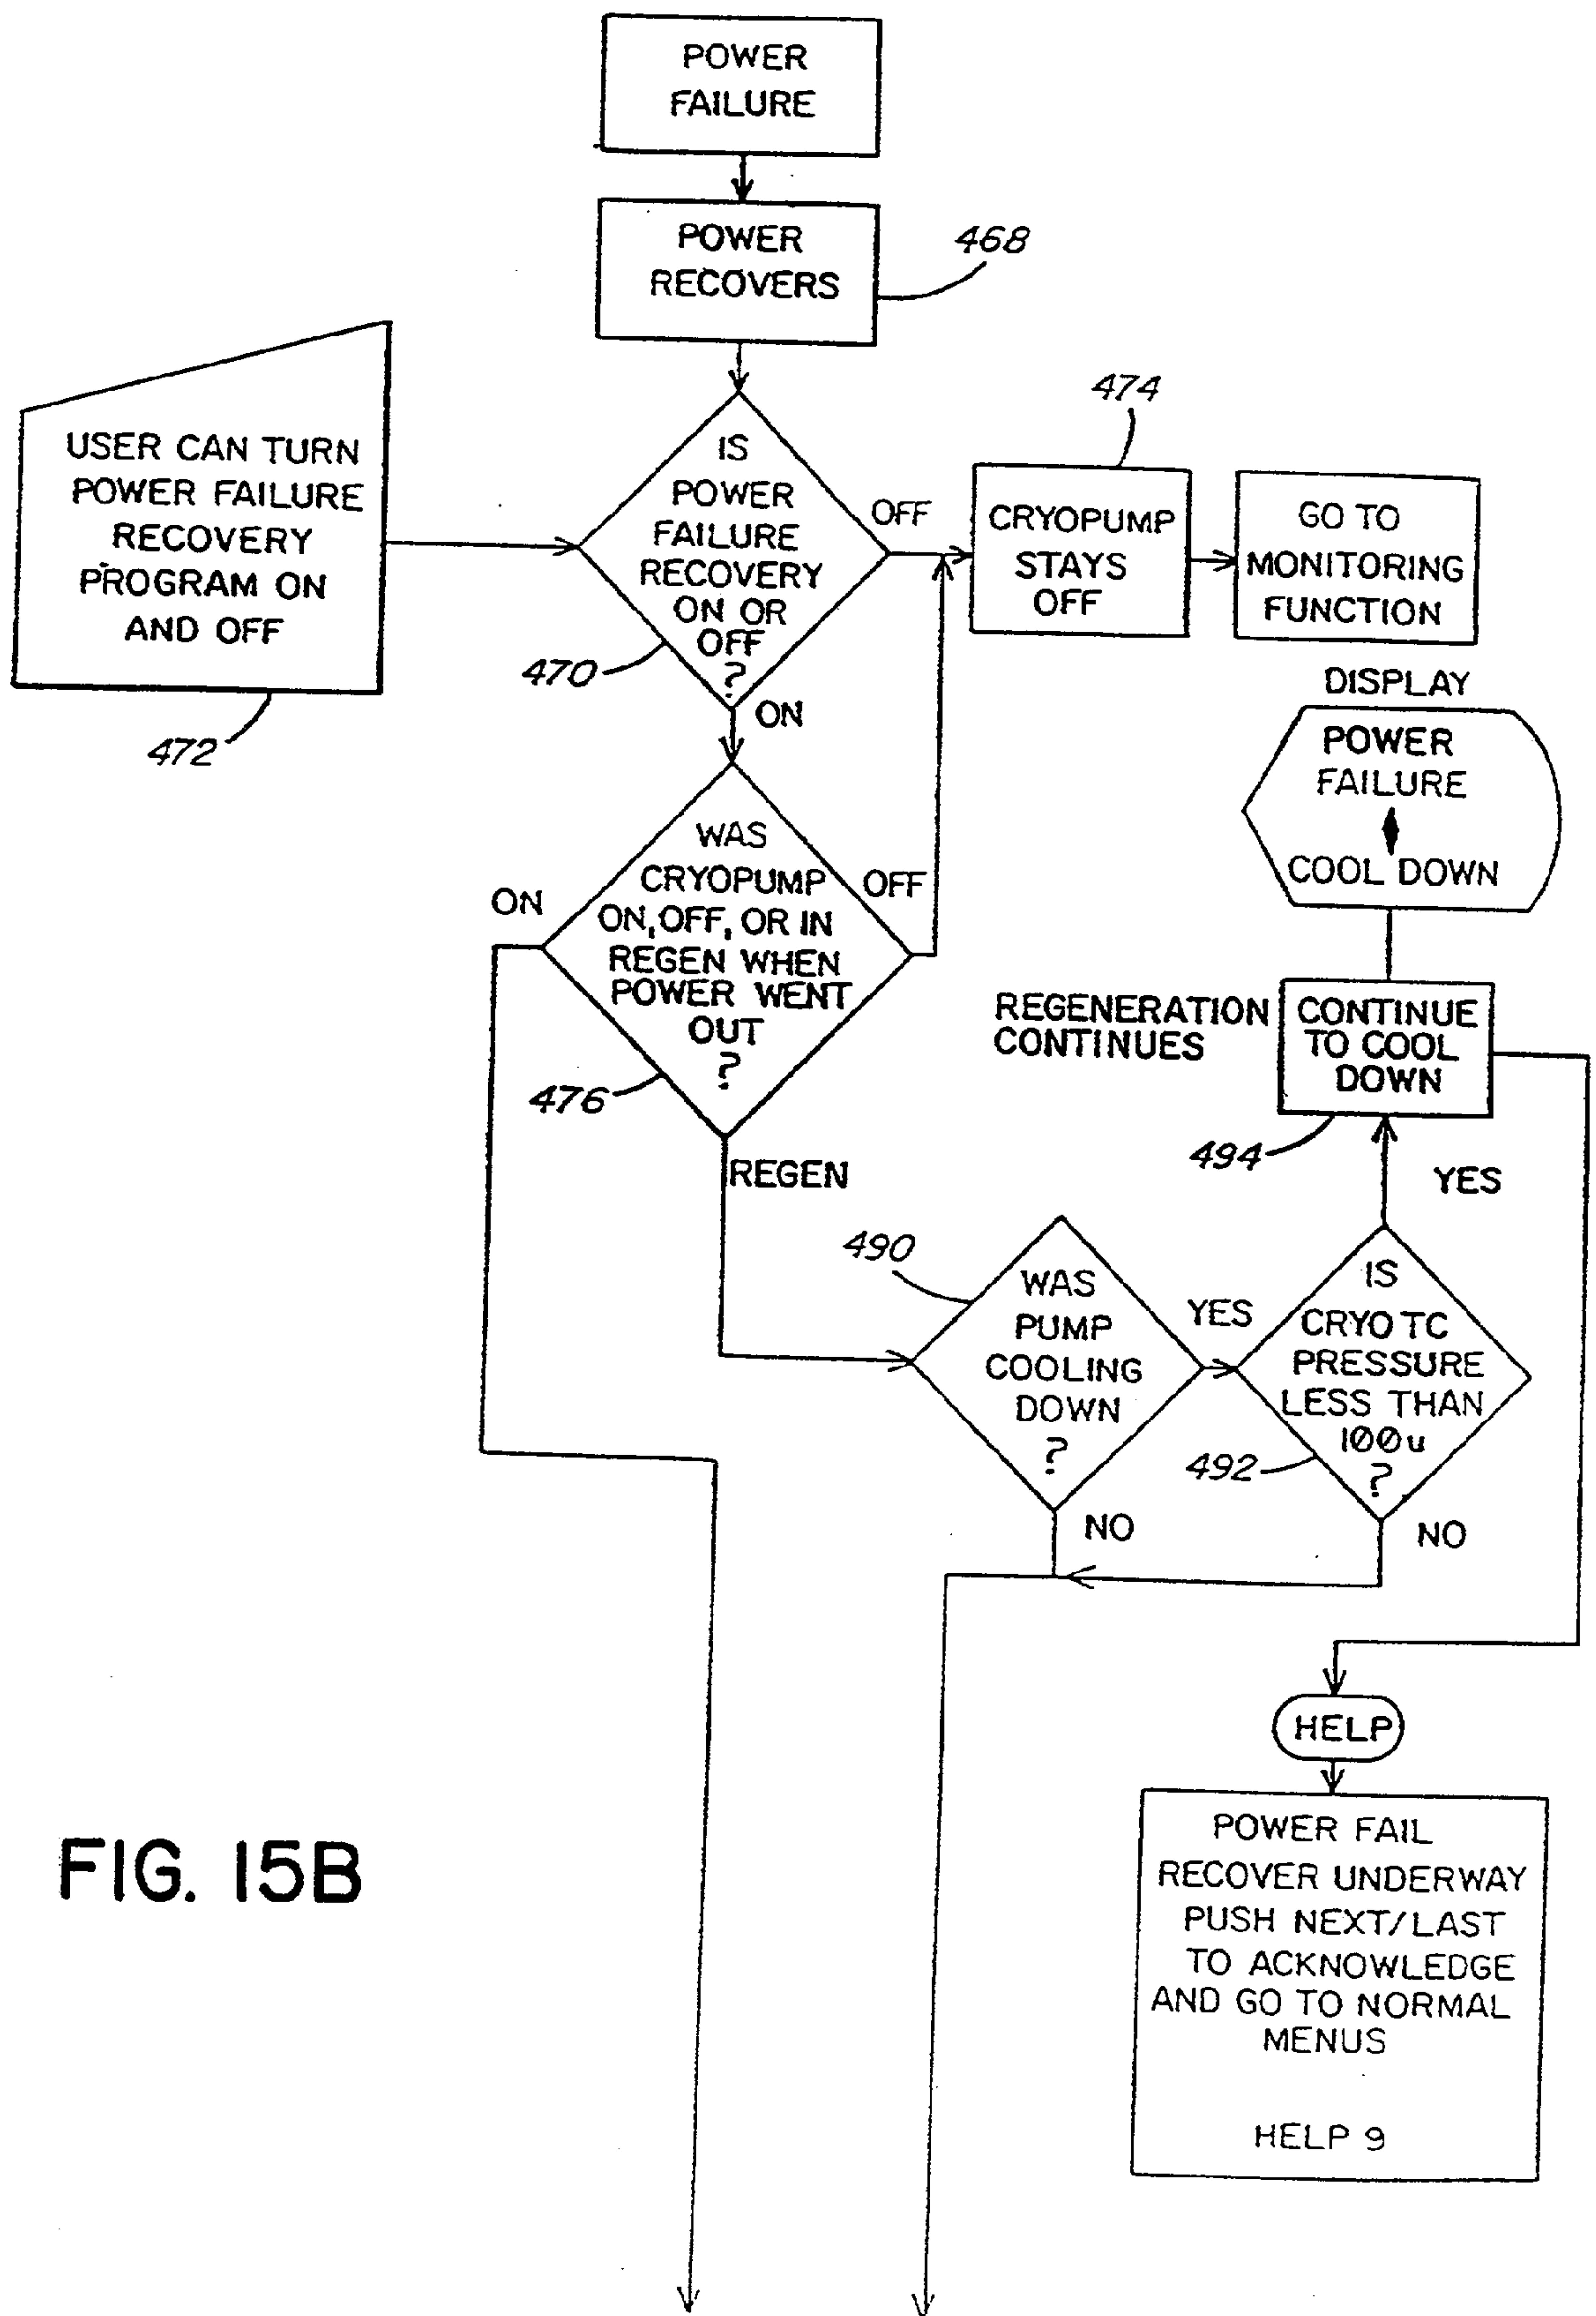 POWER
FAILURE
POWER
RECOVERS
468
USER CAN TURN
POWER FAILURE
RECOVERY
PROGRAM ON
AND OFF
472
IS
POWER
FAILURE
RECOVERY
ON OR
OFF
?
470
OFF
ON
474
CRYOPUMP
STAYS
OFF
GO TO
MONITORING
FUNCTION
DISPLAY
POWER
FAILURE
COOL DOWN
WAS
CRYOPUMP
ON, OFF, OR IN
REGEN WHEN
POWER WENT
OUT
?
476
ON
OFF
REGEN
REGENERATION
CONTINUES
CONTINUE
TO COOL
DOWN
494
YES
490
WAS
PUMP
COOLING
DOWN
?
YES
NO
IS
CRYO TC
PRESSURE
LESS THAN
100u
?
492
NO
HELP
POWER FAIL
RECOVER UNDERWAY
PUSH NEXT/LAST
TO ACKNOWLEDGE
AND GO TO NORMAL
MENUS
HELP 9
FIG. 15B